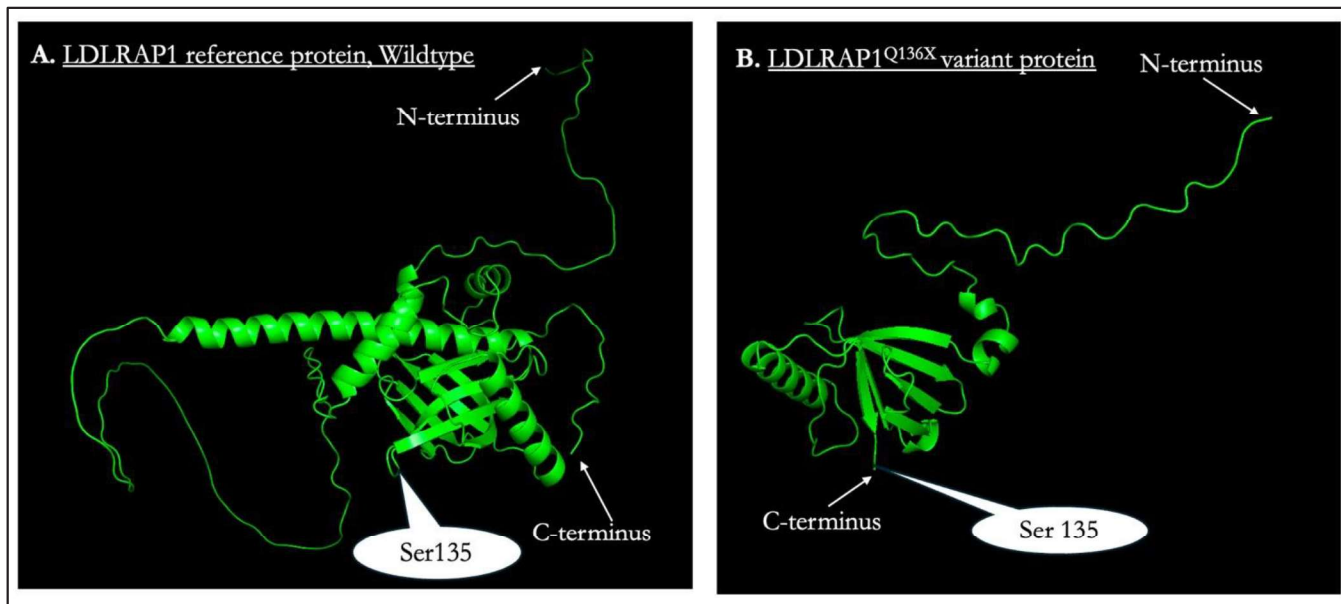 A. LDLRAP1 reference protein, Wildtype
N-terminus
Ser135
C-terminus
B. LDLRAP1Q136X variant protein
N-terminus
C-terminus
Ser 135